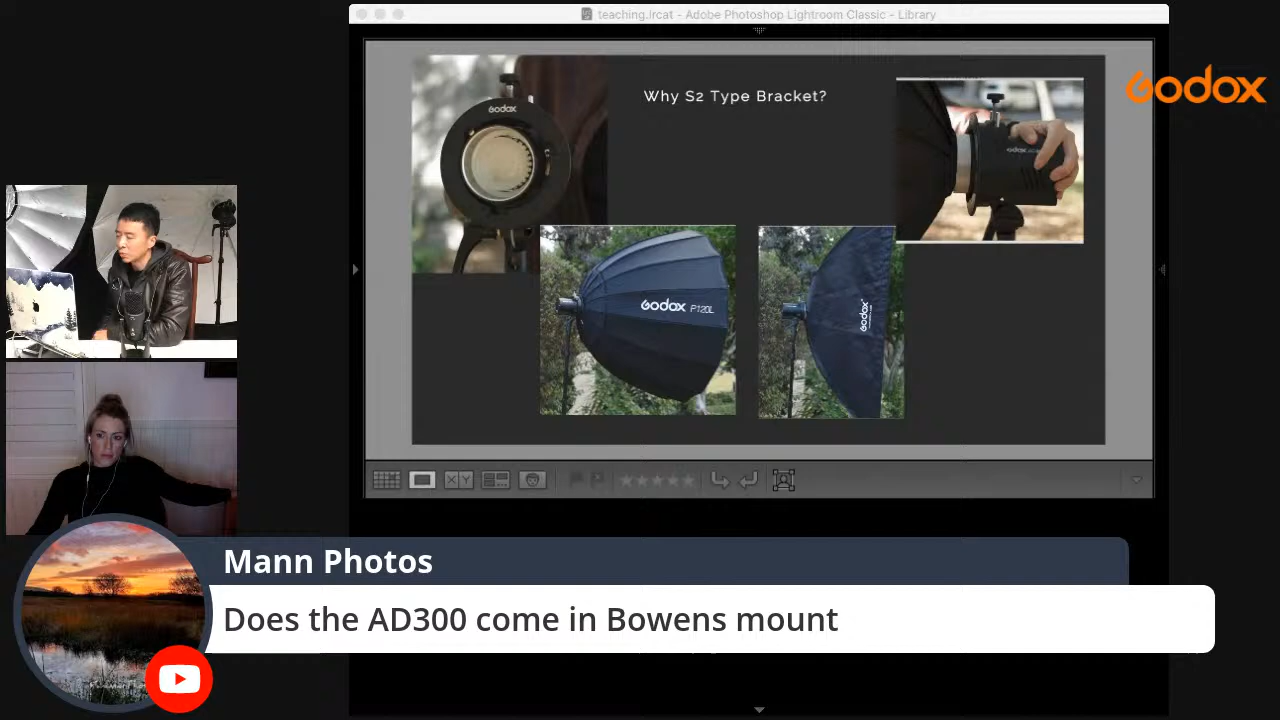 teaching.lrcat - Adobe Photoshop Lightroom Classic - Library
Godox
Why S2 Type Bracket?
Godox
Godox
Godox P120L
Godox
X Y
Mann Photos
Does the AD300 come in Bowens mount